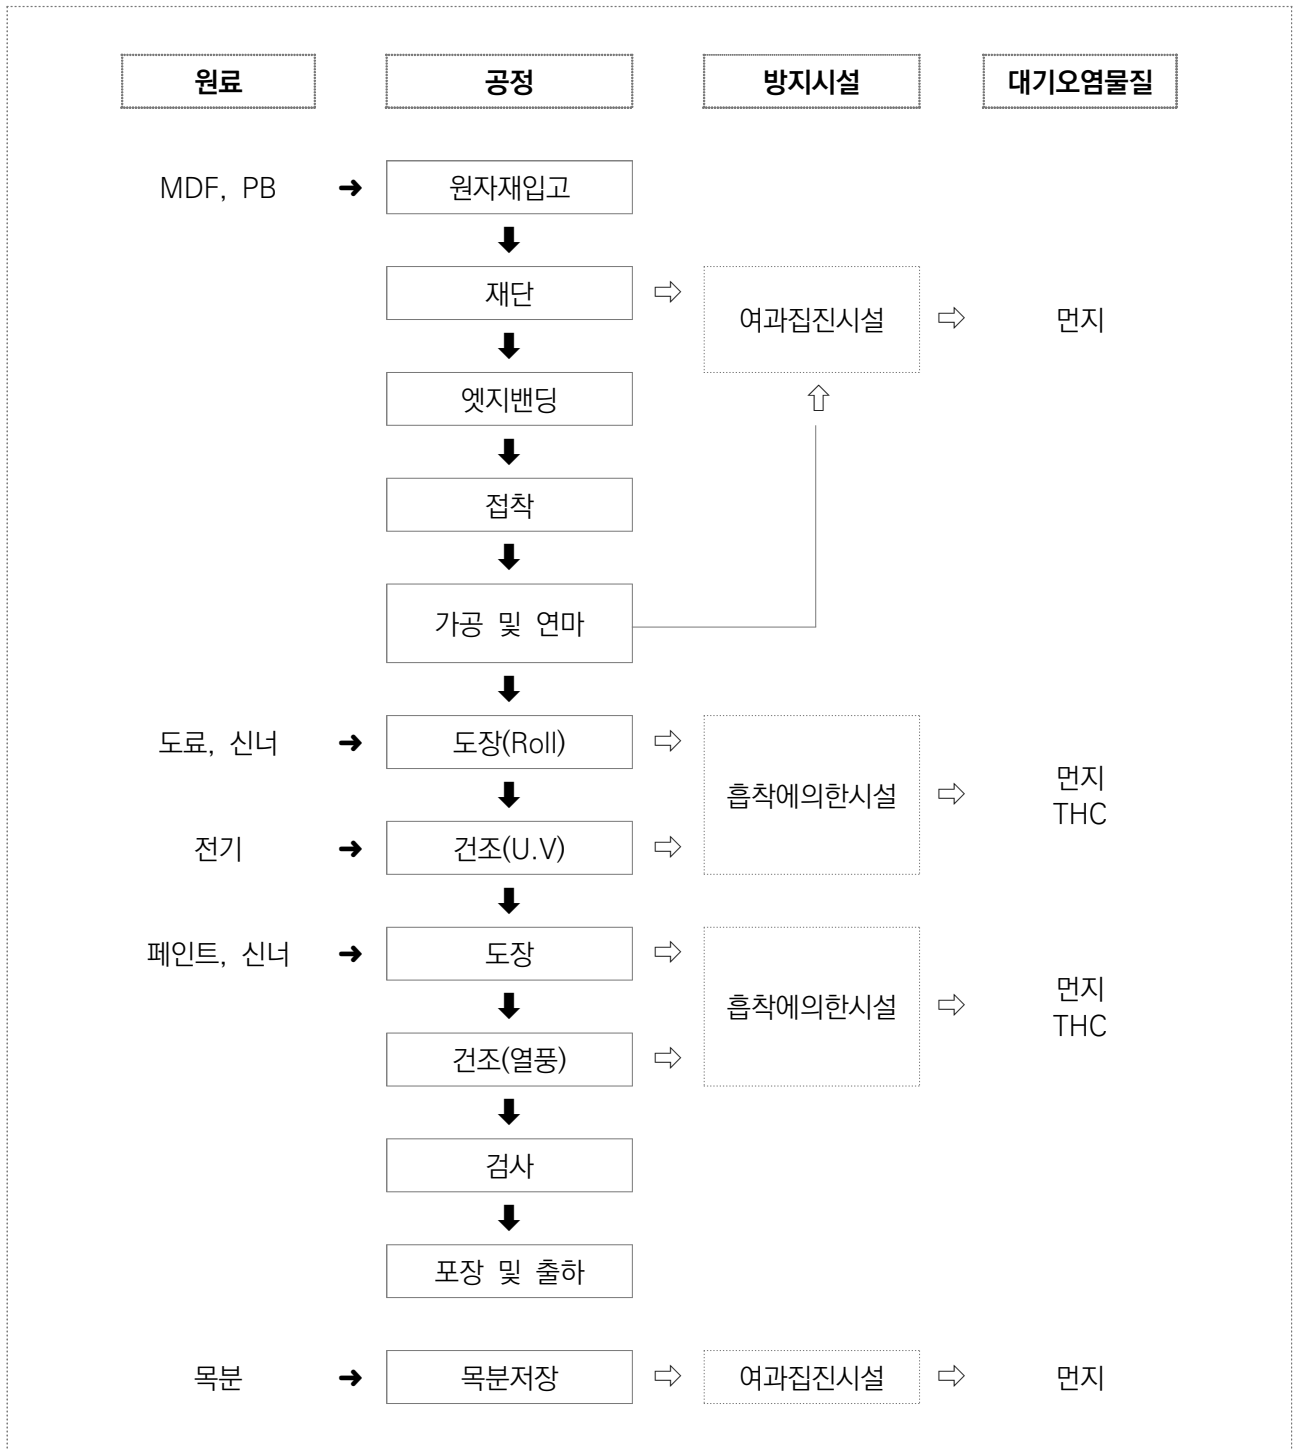 원료 공정 방지시설 대기오염물질
MDF, PB ➜ 원자재입고
재단 여과집진시설 먼지
엣지밴딩
접착
가공 및 연마
도료, 신너 ➜ 도장(Roll)
흡착에의한시설
먼지
THC
전기 ➜ 건조(U.V)
페인트, 신너 ➜ 도장
흡착에의한시설
먼지
THC
건조(열풍)
검사
포장 및 출하
목분 ➜ 목분저장 ⇨ 여과집진시설 ⇨ 먼지